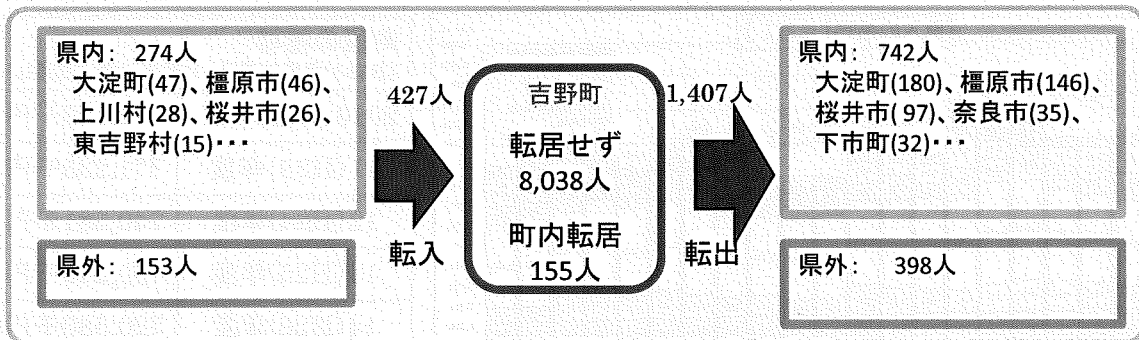 県内： 274人
大淀町(47)、橿原市(46)、
上川村(28)、桜井市(26)、
東吉野村(15)･･･
県外： 153人
427人
転入
吉野町
転居せず
8,038人
町内転居
155人
1,407人
転出
県内： 742人
大淀町(180)、橿原市(146)、
桜井市( 97)、奈良市(35)、
下市町(32)･･･
県外： 398人